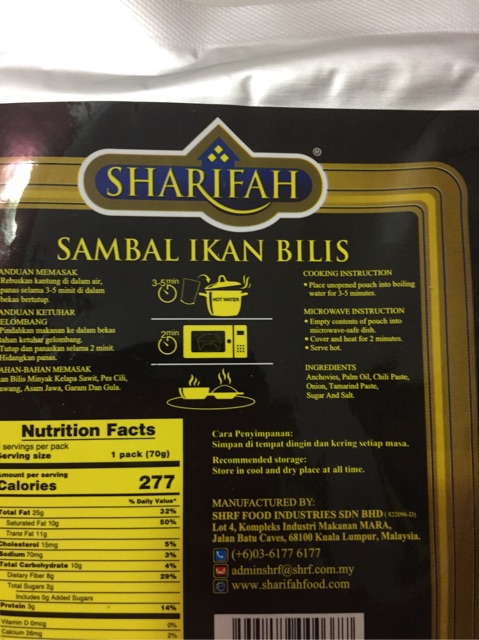 SHARIFAH
®
SAMBAL IKAN BILIS
ANDUAN MEMASAK
Rebuskan kantung di dalam air,
panas selama 3-5 minit di dalam
bekas bertutup.
ANDUAN KETUHAR
ELOMBANG
Pindahkan makanan ke dalam bekas
tahan ketuhar gelombang.
Tutup dan panaskan selama 2 minit.
Hidangkan panas.
AHAN-BAHAN MEMASAK
an Bilis Minyak Kelapa Sawit, Pes Cili,
awang, Asam Jawa, Garam Dan Gula.
3-5min
HOT WATER
2min
COOKING INSTRUCTION
• Place unopened pouch into boiling
water for 3-5 minutes.
MICROWAVE INSTRUCTION
• Empty contents of pouch into
microwave-safe dish.
• Cover and heat for 2 minutes.
• Serve hot.
INGREDIENTS
Anchovies, Palm Oil, Chili Paste,
Onion, Tamarind Paste,
Sugar And Salt.
Nutrition Facts
servings per pack
Serving size 1 pack (70g)
Amount per serving
Calories 277
% Daily Value*
Total Fat 25g 32%
Saturated Fat 10g 50%
Trans Fat 11g
Cholesterol 15mg 5%
Sodium 70mg 3%
Total Carbohydrate 10g 4%
Dietary Fiber 8g 29%
Total Sugars 2g
Includes 0g Added Sugars
Protein 3g 14%
Vitamin D 0mcg 0%
Calcium 26mg 2%
Cara Penyimpanan:
Simpan di tempat dingin dan kering setiap masa.
Recommended storage:
Store in cool and dry place at all time.
MANUFACTURED BY:
SHRF FOOD INDUSTRIES SDN BHD (822096-D)
Lot 4, Kompleks Industri Makanan MARA,
Jalan Batu Caves, 68100 Kuala Lumpur, Malaysia.
(+6)03-6177 6177
adminshrf@shrf.com.my
www.sharifahfood.com